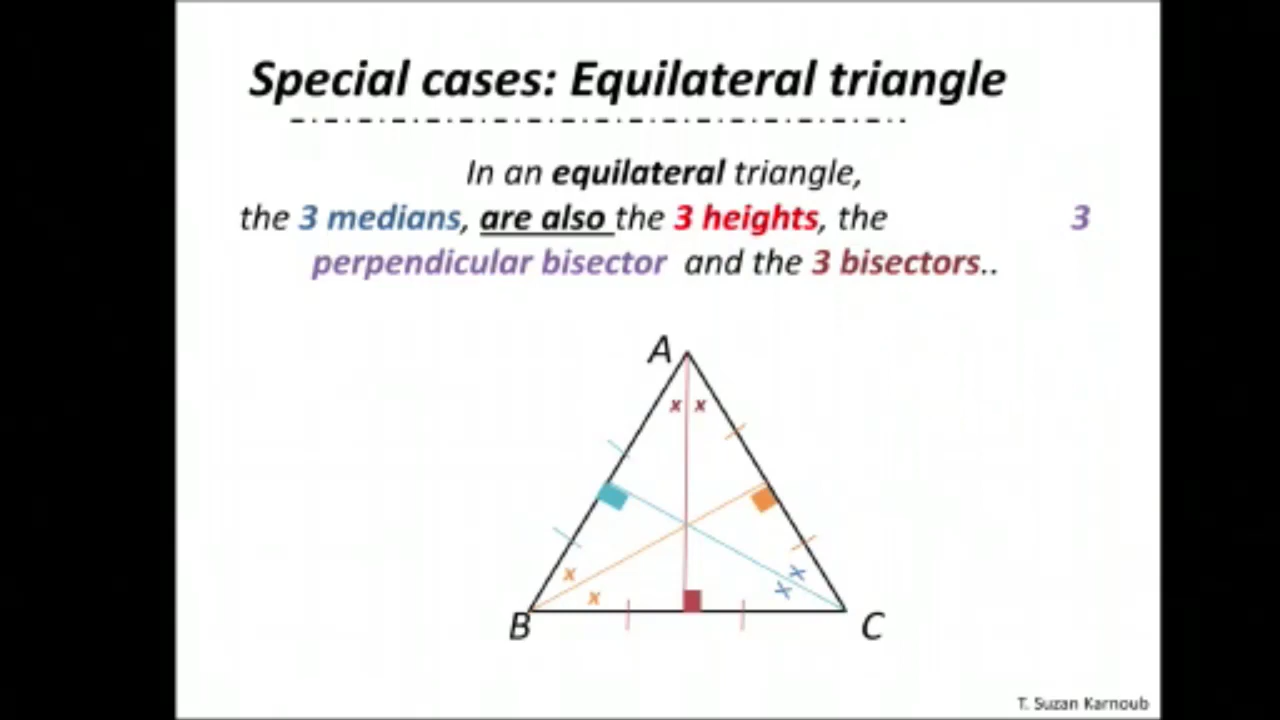 Special cases: Equilateral triangle
In an equilateral triangle,
the 3 medians, are also the 3 heights, the 3
perpendicular bisector and the 3 bisectors..
A
x x
x
x
x
x
B
C
T. Suzan Karnoub